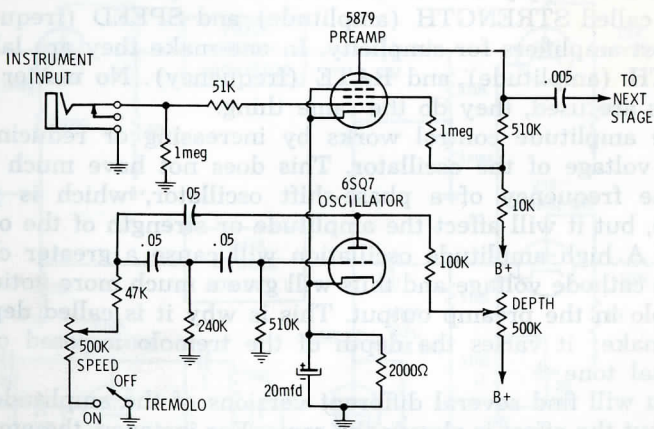 5879
PREAMP
INSTRUMENT
INPUT
51K
1meg
1meg
.005
TO
NEXT
STAGE
510K
10K
B+
6SQ7
OSCILLATOR
.05
.05
.05
47K
240K
510K
100K
DEPTH
500K
B+
500K
SPEED
OFF
ON
TREMOLO
20mfd
+
2000Ω